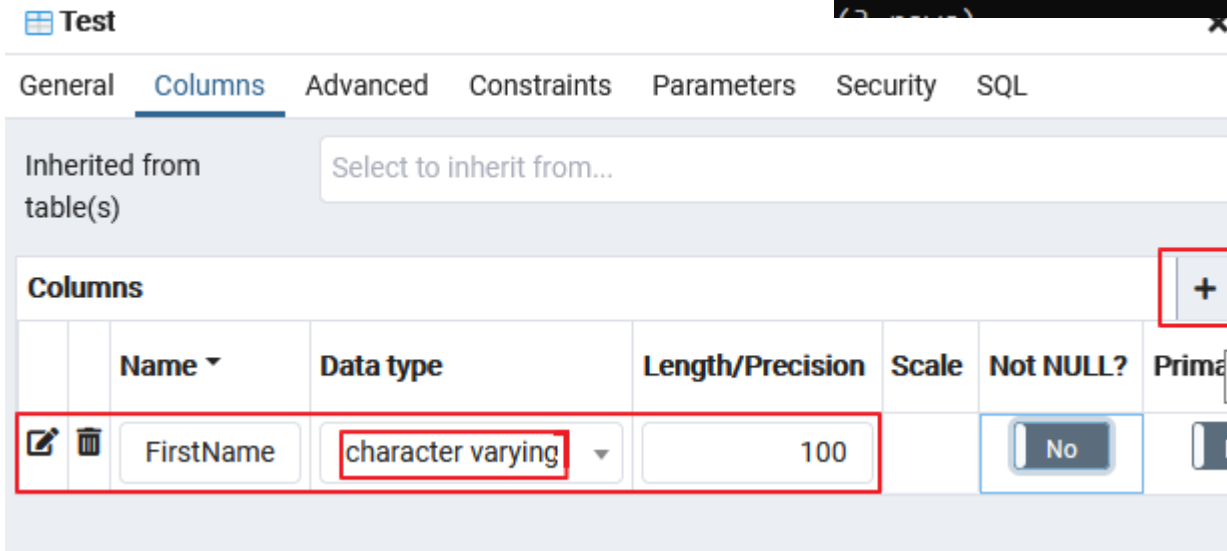 Test
General Columns Advanced Constraints Parameters Security SQL
Inherited from
table(s)
Select to inherit from...
Columns
Name Data type Length/Precision Scale Not NULL?
FirstName character varying 100 No